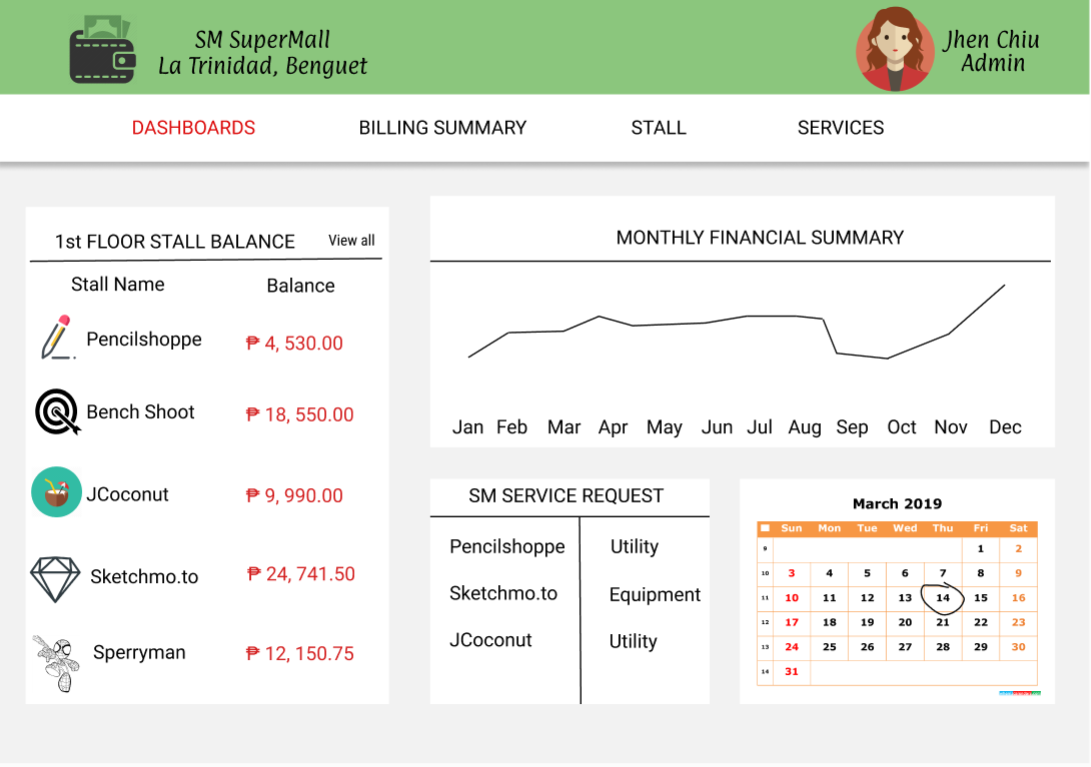 SM SuperMall
La Trinidad, Benguet
Jhen Chiu
Admin
DASHBOARDS BILLING SUMMARY STALL SERVICES
1st FLOOR STALL BALANCE View all
Stall Name Balance
Pencilshoppe ₱ 4, 530.00
Bench Shoot ₱ 18, 550.00
JCoconut ₱ 9, 990.00
Sketchmo.to ₱ 24, 741.50
Sperryman ₱ 12, 150.75
MONTHLY FINANCIAL SUMMARY
Jan Feb Mar Apr May Jun Jul Aug Sep Oct Nov Dec
SM SERVICE REQUEST
Pencilshoppe Utility
Sketchmo.to Equipment
JCoconut Utility
March 2019
Sun Mon Tue Wed Thu Fri Sat
9 1 2
10 3 4 5 6 7 8 9
11 10 11 12 13 14 15 16
12 17 18 19 20 21 22 23
13 24 25 26 27 28 29 30
14 31